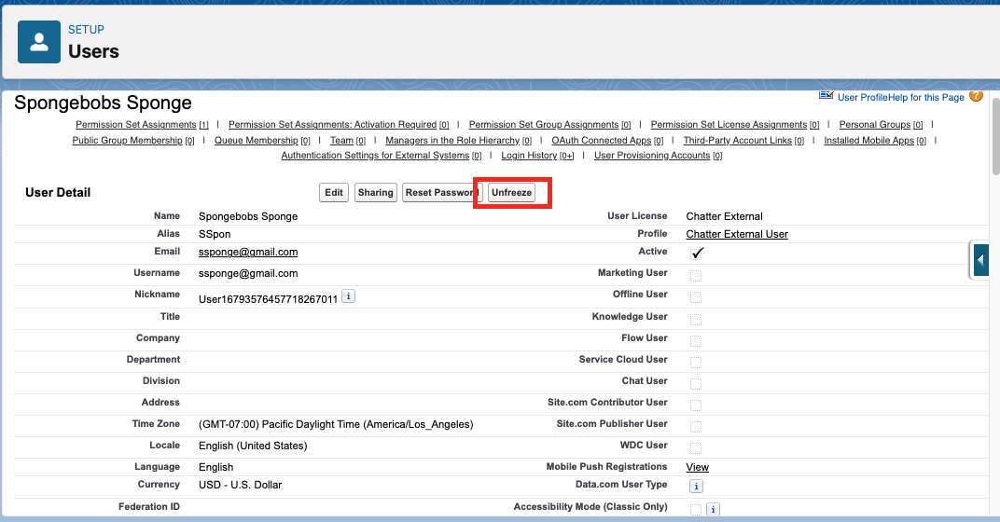 SETUP
Users
Spongebobs Sponge
User Profile Help for this Page ?
Permission Set Assignments [1] | Permission Set Assignments: Activation Required [0] | Permission Set Group Assignments [0] | Permission Set License Assignments [0] | Personal Groups [0] |
Public Group Membership [0] | Queue Membership [0] | Team [0] | Managers in the Role Hierarchy [0] | OAuth Connected Apps [0] | Third-Party Account Links [0] | Installed Mobile Apps [0] |
Authentication Settings for External Systems [0] | Login History [0+] | User Provisioning Accounts [0]
User Detail Edit Sharing Reset Password Unfreeze
Name Spongebobs Sponge User License Chatter External
Alias SSpon Profile Chatter External User
Email ssponge@gmail.com Active ✓
Username ssponge@gmail.com Marketing User
Nickname User16793576457718267011 i Offline User
Title Knowledge User
Company Flow User
Department Service Cloud User
Division Chat User
Address Site.com Contributor User
Time Zone (GMT-07:00) Pacific Daylight Time (America/Los_Angeles) Site.com Publisher User
Locale English (United States) WDC User
Language English Mobile Push Registrations View
Currency USD - U.S. Dollar Data.com User Type i
Federation ID Accessibility Mode (Classic Only) i